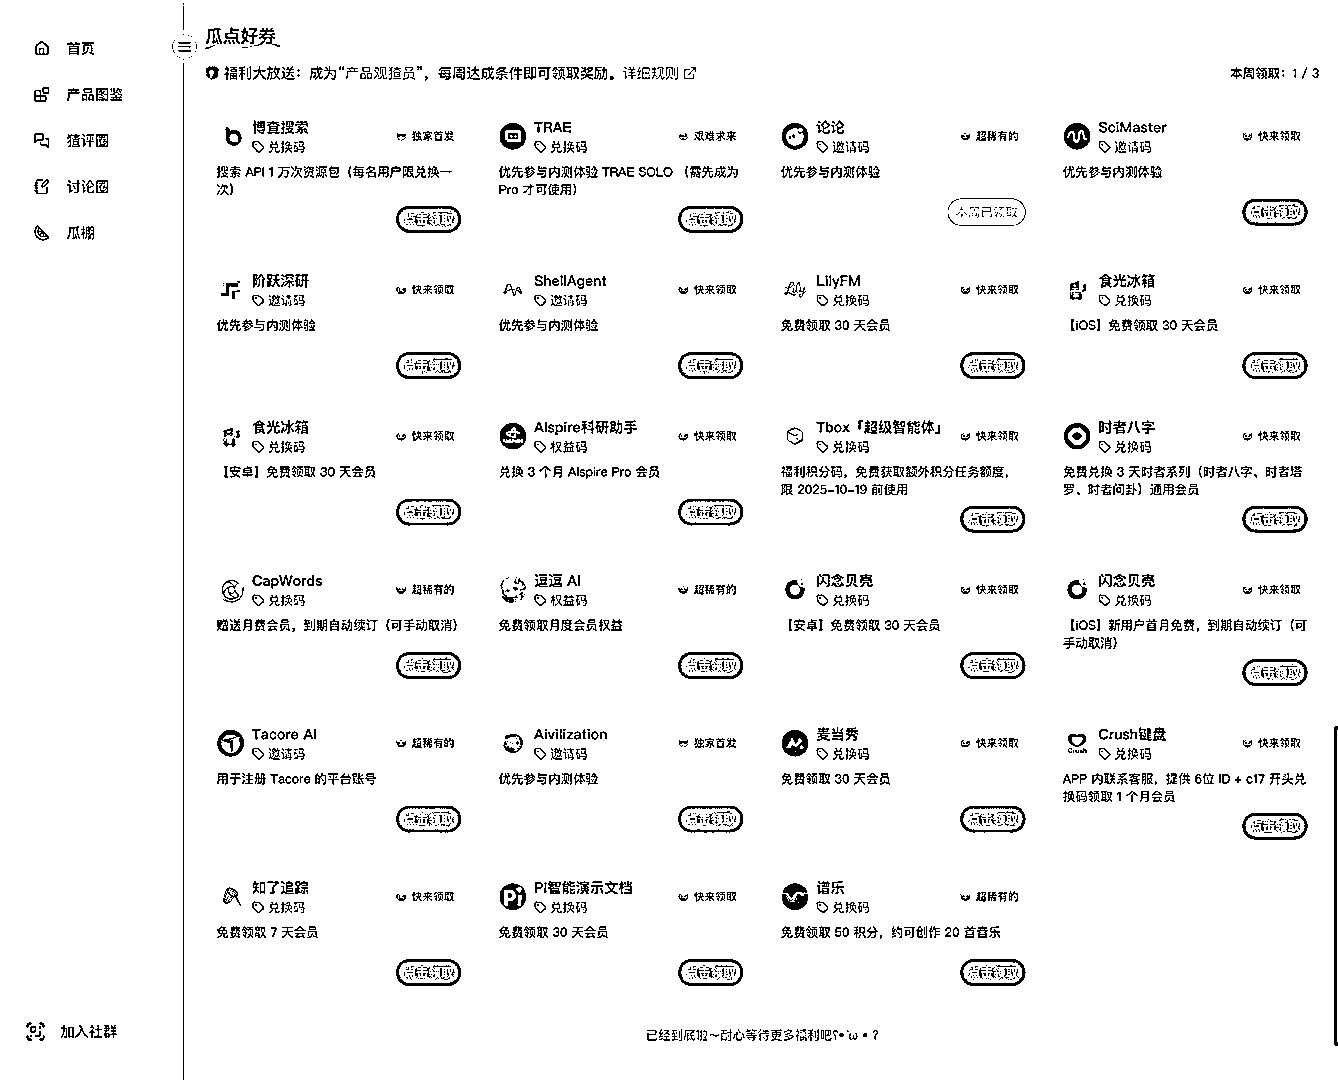 首页
产品图鉴
猹评圈
讨论圈
瓜棚
加入社群
瓜点好券
福利大放送：成为“产品观猹员”，每周达成条件即可领取奖励。详细规则
本周领取：1 / 3
博查搜索
兑换码
独家首发
搜索 API 1 万次资源包（每名用户限兑换一
次）
点击领取
TRAE
兑换码
艰难求来
优先参与内测体验 TRAE SOLO （需先成为
Pro 才可使用）
点击领取
论论
邀请码
超稀有的
优先参与内测体验
本周已领取
SciMaster
邀请码
快来领取
优先参与内测体验
点击领取
阶跃深研
邀请码
快来领取
优先参与内测体验
点击领取
ShellAgent
邀请码
快来领取
优先参与内测体验
点击领取
Lily
LilyFM
兑换码
快来领取
免费领取 30 天会员
点击领取
食光冰箱
兑换码
快来领取
【iOS】免费领取 30 天会员
点击领取
食光冰箱
兑换码
快来领取
【安卓】免费领取 30 天会员
点击领取
AIspire科研助手
权益码
快来领取
兑换 3 个月 AIspire Pro 会员
点击领取
Tbox「超级智能体」
兑换码
快来领取
福利积分码，免费获取额外积分任务额度，
限 2025-10-19 前使用
点击领取
时者八字
兑换码
快来领取
免费兑换 3 天时者系列（时者八字、时者塔
罗、时者问卦）通用会员
点击领取
CapWords
兑换码
超稀有的
赠送月费会员，到期自动续订（可手动取消）
点击领取
逗逗 AI
权益码
超稀有的
免费领取月度会员权益
点击领取
闪念贝壳
兑换码
快来领取
【安卓】免费领取 30 天会员
点击领取
闪念贝壳
兑换码
快来领取
【iOS】新用户首月免费，到期自动续订（可
手动取消）
点击领取
Tacore AI
邀请码
超稀有的
用于注册 Tacore 的平台账号
点击领取
Aivilization
邀请码
独家首发
优先参与内测体验
点击领取
麦当秀
兑换码
快来领取
免费领取 30 天会员
点击领取
Crush
Crush键盘
兑换码
快来领取
APP 内联系客服，提供 6位 ID + c17 开头兑
换码领取 1 个月会员
点击领取
知了追踪
兑换码
快来领取
免费领取 7 天会员
点击领取
Pi
Pi智能演示文档
兑换码
快来领取
免费领取 30 天会员
点击领取
谱乐
兑换码
超稀有的
免费领取 50 积分，约可创作 20 首音乐
点击领取
已经到底啦～耐心等待更多福利吧?•̀ω•́?